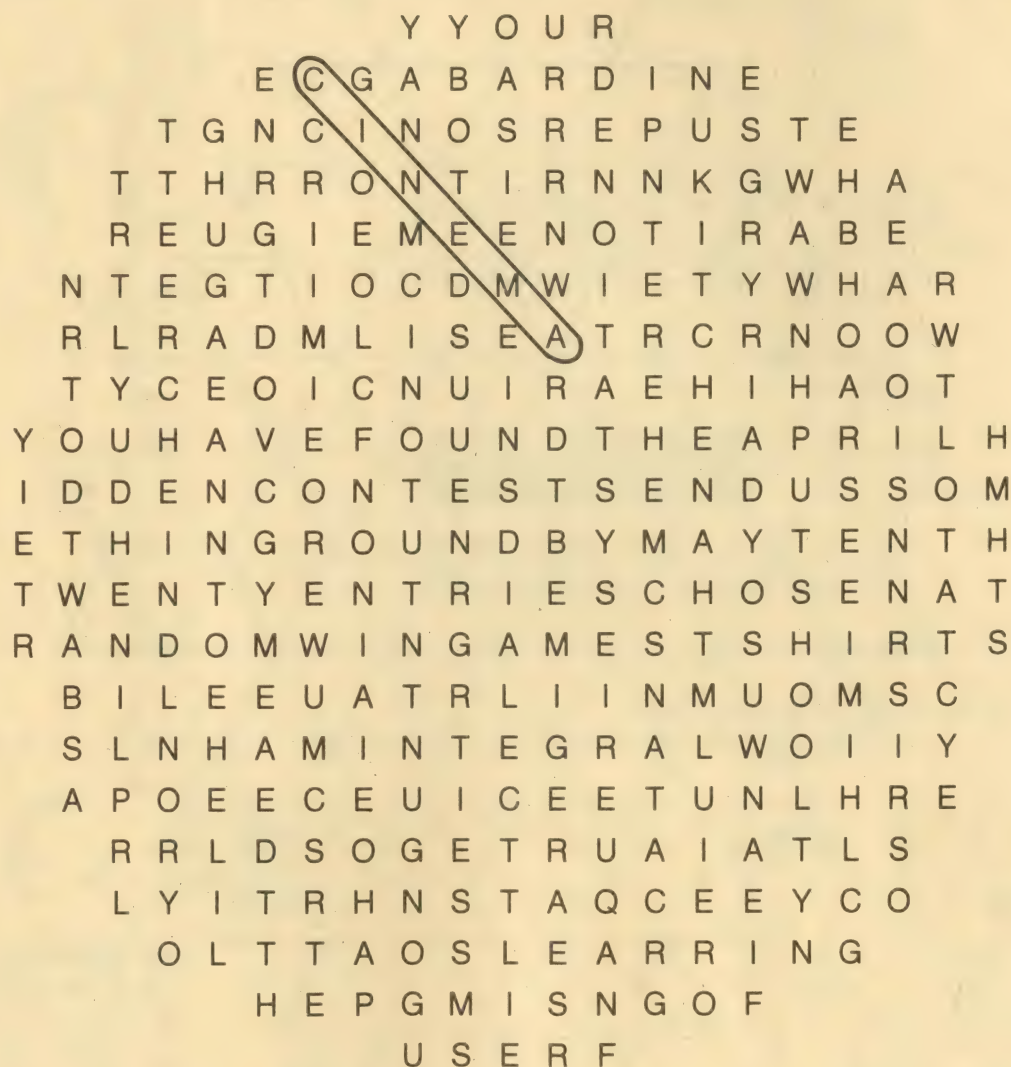 Y Y O U R
E C G A B A R D I N E
T G N C I N O S R E P U S T E
T T H R R O N T I R N N K G W H A
R E U G I E M E E N O T I R A B E
N T E G T I O C D M W I E T Y W H A R
R L R A D M L I S E A T R C R N O O W
T Y C E O I C N U I R A E H I H A O T
Y O U H A V E F O U N D T H E A P R I L H
I D D E N C O N T E S T S E N D U S S O M
E T H I N G R O U N D B Y M A Y T E N T H
T W E N T Y E N T R I E S C H O S E N A T
R A N D O M W I N G A M E S T S H I R T S
B I L E E U A T R L I I N M U O M S C
S L N H A M I N T E G R A L W O I I Y
A P O E E C E U I C E E T U N L H R E
R R L D S O G E T R U A I A T L S
L Y I T R H N S T A Q C E E Y C O
O L T T A O S L E A R R I N G
H E P G M I S N G O F
U S E R F